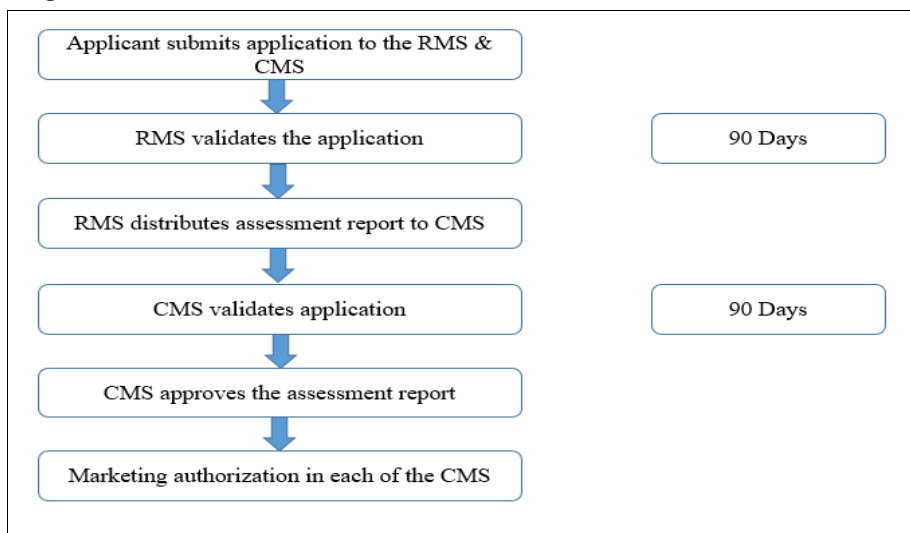 Applicant submits application to the RMS &
CMS
RMS validates the application
90 Days
RMS distributes assessment report to CMS
CMS validates application
90 Days
CMS approves the assessment report
Marketing authorization in each of the CMS